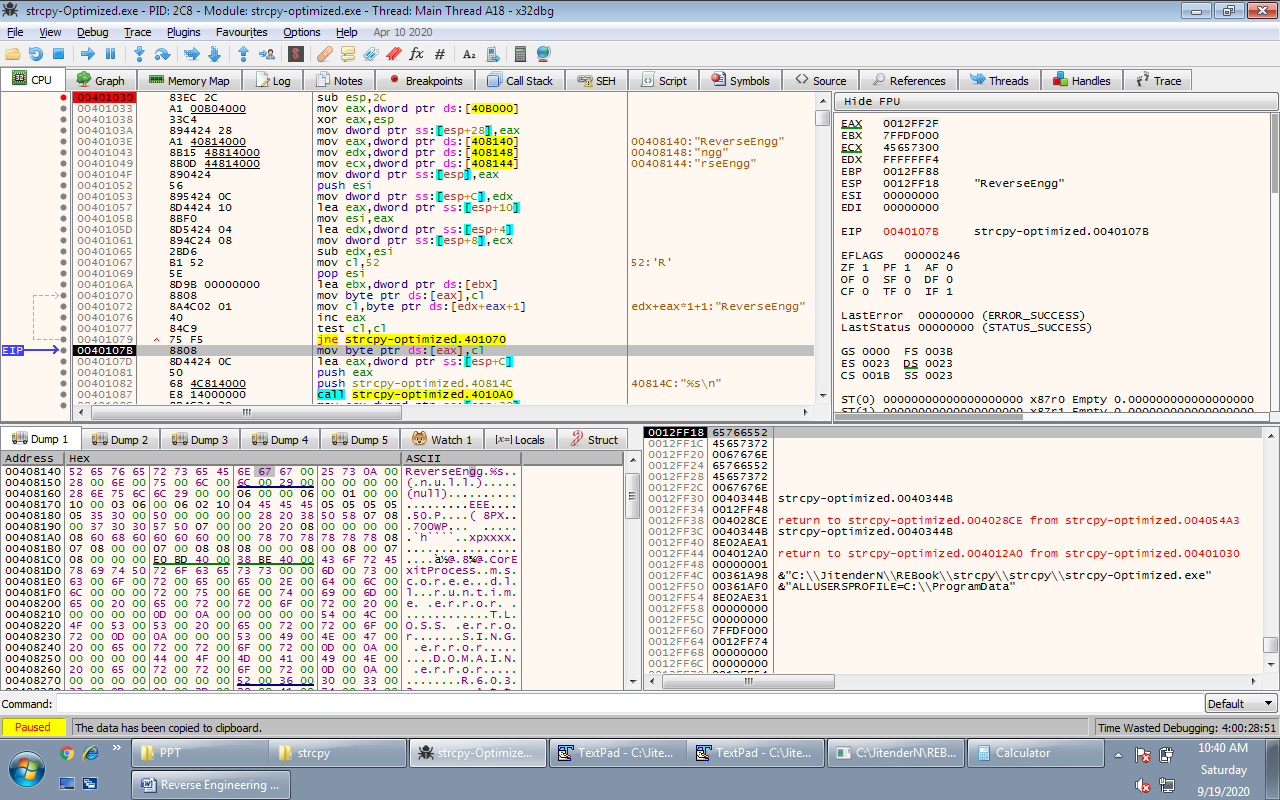 strcpy-Optimized.exe - PID: 2C8 - Module: strcpy-optimized.exe - Thread: Main Thread A18 - x32dbg
File View Debug Trace Plugins Favourites Options Help Apr 10 2020
CPU Graph Memory Map Log Notes Breakpoints Call Stack SEH Script Symbols Source References Threads Handles Trace
00401030 83EC 2C sub esp,2C
00401033 A1 00B04000 mov eax,dword ptr ds:[40B000]
00401038 33C4 xor eax,esp
0040103A 894424 28 mov dword ptr ss:[esp+28],eax
0040103E A1 40814000 mov eax,dword ptr ds:[408140] 00408140:"ReverseEngg"
00401043 8B15 48814000 mov edx,dword ptr ds:[408148] 00408148:"ngg"
00401049 8B0D 44814000 mov ecx,dword ptr ds:[408144] 00408144:"rseEngg"
0040104F 890424 mov dword ptr ss:[esp],eax
00401052 56 push esi
00401053 895424 0C mov dword ptr ss:[esp+C],edx
00401057 8D4424 10 lea eax,dword ptr ss:[esp+10]
0040105B 8BF0 mov esi,eax
0040105D 8D5424 04 lea edx,dword ptr ss:[esp+4]
00401061 894C24 08 mov dword ptr ss:[esp+8],ecx
00401065 2BD6 sub edx,esi
00401067 B1 52 mov cl,52 52:'R'
00401069 5E pop esi
0040106A 8D9B 00000000 lea ebx,dword ptr ds:[ebx]
00401070 8808 mov byte ptr ds:[eax],cl
00401072 8A4C02 01 mov cl,byte ptr ds:[edx+eax+1] edx+eax*1+1:"ReverseEngg"
00401076 40 inc eax
00401077 84C9 test cl,cl
00401079 75 F5 jne strcpy-optimized.401070
EIP 0040107B 8808 mov byte ptr ds:[eax],cl
0040107D 8D4424 0C lea eax,dword ptr ss:[esp+C]
00401081 50 push eax
00401082 68 4C814000 push strcpy-optimized.40814C 40814C:"%s\n"
00401087 E8 14000000 call strcpy-optimized.4010A0
Hide FPU
EAX 0012FF2F
EBX 7FFDF000
ECX 45657300
EDX FFFFFFF4
EBP 0012FF88
ESP 0012FF18 "ReverseEngg"
ESI 00000000
EDI 00000000
EIP 0040107B strcpy-optimized.0040107B
EFLAGS 00000246
ZF 1 PF 1 AF 0
OF 0 SF 0 DF 0
CF 0 TF 0 IF 1
LastError 00000000 (ERROR_SUCCESS)
LastStatus 00000000 (STATUS_SUCCESS)
GS 0000 FS 003B
ES 0023 DS 0023
CS 001B SS 0023
ST(0) 00000000000000000000 x87r0 Empty 0.000000000000000000
Dump 1 Dump 2 Dump 3 Dump 4 Dump 5 Watch 1 [x=] Locals Struct
Address Hex ASCII
00408140 52 65 76 65 72 73 65 45 6E 67 67 00 25 73 0A 00 ReverseEngg.%s..
00408150 28 00 6E 00 75 00 6C 00 6C 00 29 00 00 00 00 00 (.n.u.l.l.).....
00408160 28 6E 75 6C 6C 29 00 00 06 00 00 06 00 01 00 00 (null)..........
00408170 10 00 03 06 00 06 02 10 04 45 45 45 05 05 05 05 .........EEE....
00408180 05 35 30 00 50 00 00 00 00 28 20 38 50 58 07 08 .50.P....( 8PX..
00408190 00 37 30 30 57 50 07 00 00 20 20 08 00 00 00 00 .700WP... .....
004081A0 08 60 68 60 60 60 60 00 00 78 70 78 78 78 78 08 .`h````..xpxxxx.
004081B0 07 08 00 00 07 00 08 08 08 00 00 08 00 08 00 07 ................
004081C0 08 00 00 00 E0 BD 40 00 38 BE 40 00 43 6F 72 45 ....à½@.8¾@.CorE
004081D0 78 69 74 50 72 6F 63 65 73 73 00 00 6D 00 73 00 xitProcess..m.s.
004081E0 63 00 6F 00 72 00 65 00 65 00 2E 00 64 00 6C 00 c.o.r.e.e...d.l.
004081F0 6C 00 00 00 72 00 75 00 6E 00 74 00 69 00 6D 00 l...r.u.n.t.i.m.
00408200 65 00 20 00 65 00 72 00 72 00 6F 00 72 00 20 00 e. .e.r.r.o.r. .
00408210 00 00 00 00 0D 00 0A 00 00 00 00 00 54 00 4C 00 ............T.L.
00408220 4F 00 53 00 53 00 20 00 65 00 72 00 72 00 6F 00 O.S.S. .e.r.r.o.
00408230 72 00 0D 00 0A 00 00 00 53 00 49 00 4E 00 47 00 r.......S.I.N.G.
00408240 20 00 65 00 72 00 72 00 6F 00 72 00 0D 00 0A 00 .e.r.r.o.r.....
00408250 00 00 00 00 44 00 4F 00 4D 00 41 00 49 00 4E 00 ....D.O.M.A.I.N.
00408260 20 00 65 00 72 00 72 00 6F 00 72 00 0D 00 0A 00 .e.r.r.o.r.....
00408270 00 00 00 00 00 00 00 00 52 00 36 00 30 00 33 00 ........R.6.0.3.
0012FF18 65766552
0012FF1C 45657372
0012FF20 0067676E
0012FF24 65766552
0012FF28 45657372
0012FF2C 0067676E
0012FF30 0040344B strcpy-optimized.0040344B
0012FF34 0012FF48
0012FF38 004028CE return to strcpy-optimized.004028CE from strcpy-optimized.004054A3
0012FF3C 0040344B strcpy-optimized.0040344B
0012FF40 8E02AEA1
0012FF44 004012A0 return to strcpy-optimized.004012A0 from strcpy-optimized.00401030
0012FF48 00000001
0012FF4C 00361A98 &"C:\\JitenderN\\REBook\\strcpy\\strcpy\\strcpy-Optimized.exe"
0012FF50 00361AF0 &"ALLUSERSPROFILE=C:\\ProgramData"
0012FF54 8E02AE31
0012FF58 00000000
0012FF5C 00000000
0012FF60 7FFDF000
0012FF64 0012FF74
0012FF68 00000000
0012FF6C 00000000
Command: Default
Paused The data has been copied to clipboard. Time Wasted Debugging: 4:00:28:51
PPT strcpy strcpy-Optimize... TextPad - C:\Jite... TextPad - C:\Jite... C:\JitenderN\REB... Calculator
Reverse Engineering ...
10:40 AM
Saturday
9/19/2020